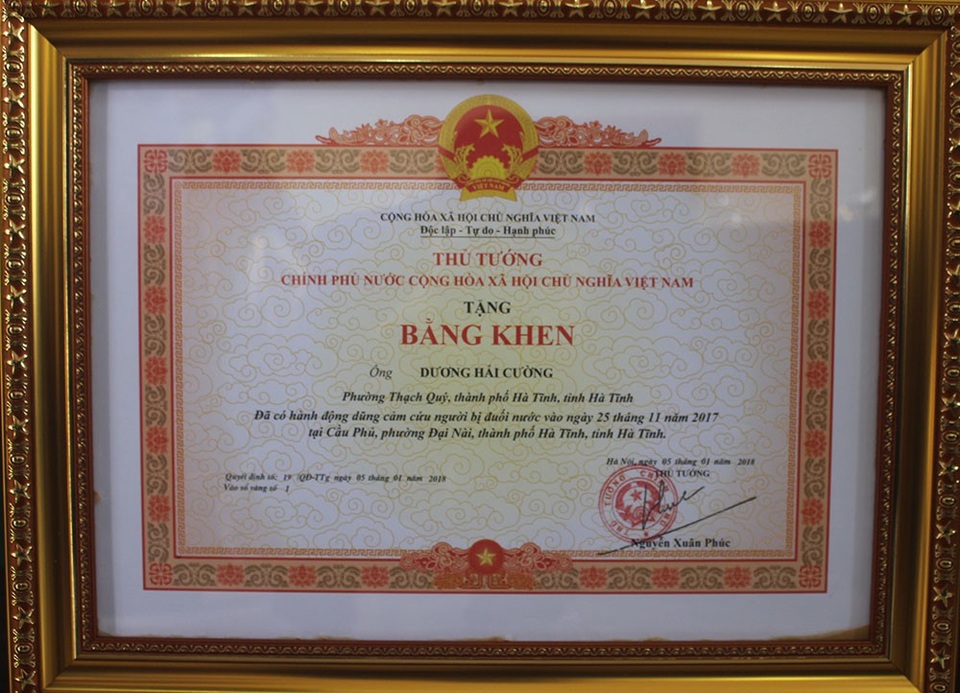 VIỆT NAM
CỘNG HÒA XÃ HỘI CHỦ NGHĨA VIỆT NAM
Độc lập - Tự do - Hạnh phúc
THỦ TƯỚNG
CHÍNH PHỦ NƯỚC CỘNG HÒA XÃ HỘI CHỦ NGHĨA VIỆT NAM
TẶNG
BẰNG KHEN
Ông DƯƠNG HẢI CƯỜNG
Phường Thạch Quý, thành phố Hà Tĩnh, tỉnh Hà Tĩnh
Đã có hành động dũng cảm cứu người bị đuối nước vào ngày 25 tháng 11 năm 2017
tại Cầu Phủ, phường Đại Nài, thành phố Hà Tĩnh, tỉnh Hà Tĩnh.
Quyết định số: 19 /QĐ-TTg ngày 05 tháng 01 năm 2018
Vào sổ vàng số 1
Hà Nội, ngày 05 tháng 01 năm 2018
THỦ TƯỚNG
Nguyễn Xuân Phúc